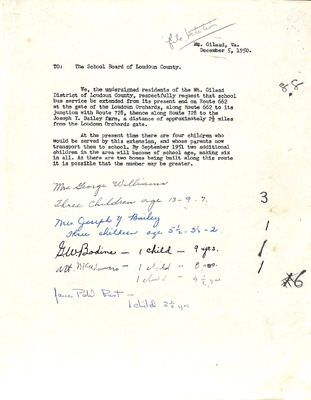 Mt. Gilead, Va.
December 5, 1950.
TO: The School Board of Loudoun County.
We, the undersigned residents of the Mt. Gilead
District of Loudoun County, respectfully request that school
bus service be extended from its present end on Route 662
at the gate of the Loudoun Orchards, along Route 662 to its
junction with Route 728, thence along Route 728 to the
Joseph Y. Bailey farm, a distance of approximately 2½ miles
from the Loudoun Orchards gate.
At the present time there are four children who
would be served by this extension, and whose parents now
transport them to school. By September 1951 two additional
children in the area will become of school age, making six
in all. As there are two homes being built along this route
it is possible that the number may be greater.
Mrs. George Williams
Three children age 13-9-7. 3
Mrs Joseph Y Bailey
Three children age 5½-3½-2 1
GW Bodine - 1 child - 9 yrs. 1
- 1 child - 8 1
1 child
6
1 child 2½ yr